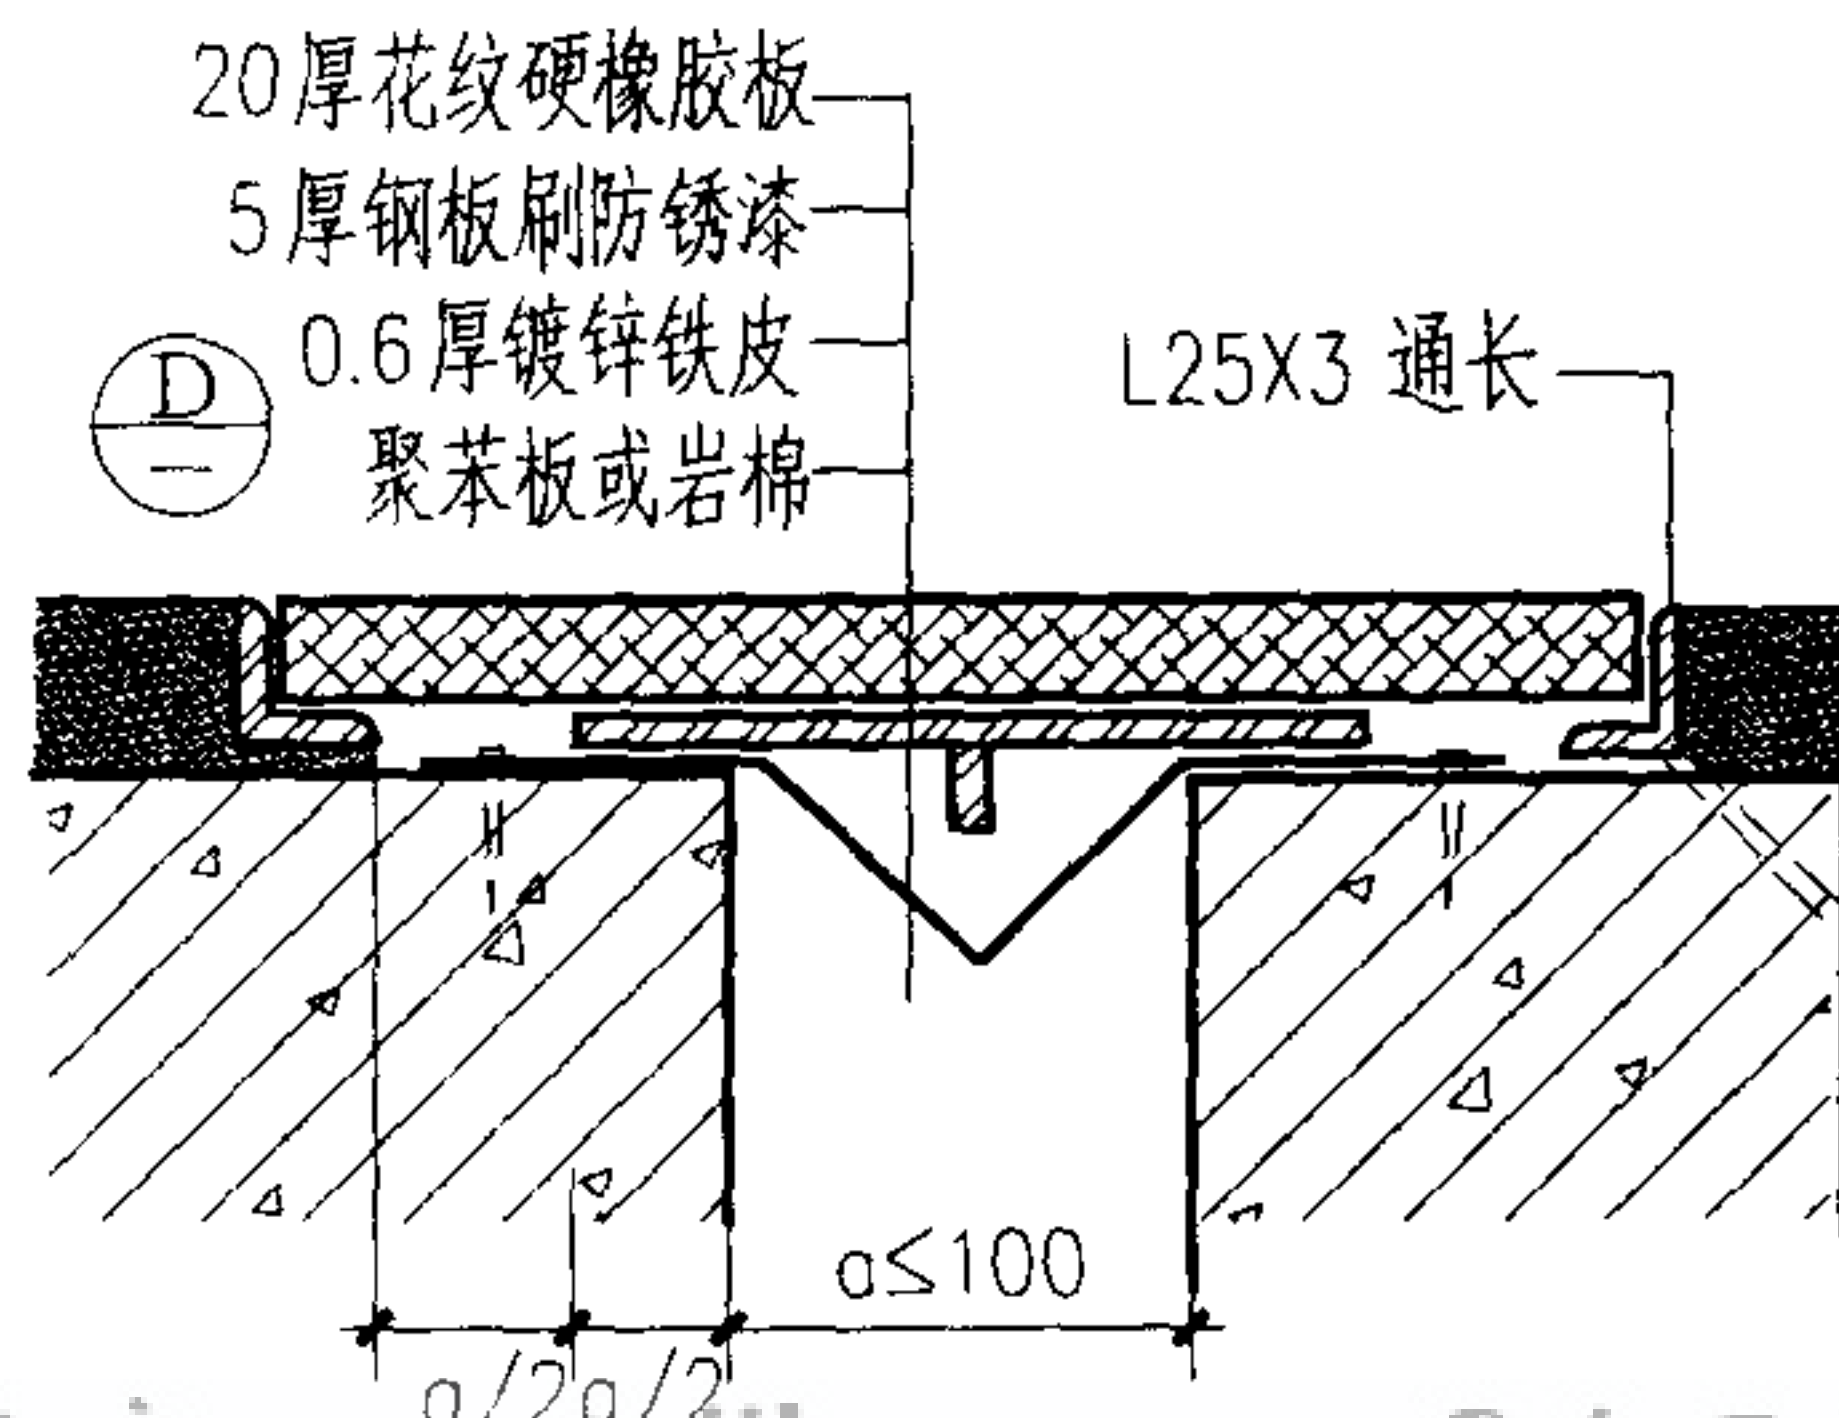 20厚花纹硬橡胶板
5厚钢板刷防锈漆
0.6厚镀锌铁皮
聚苯板或岩棉
D
—
L25X3 通长
a≤100
a/2 a/2